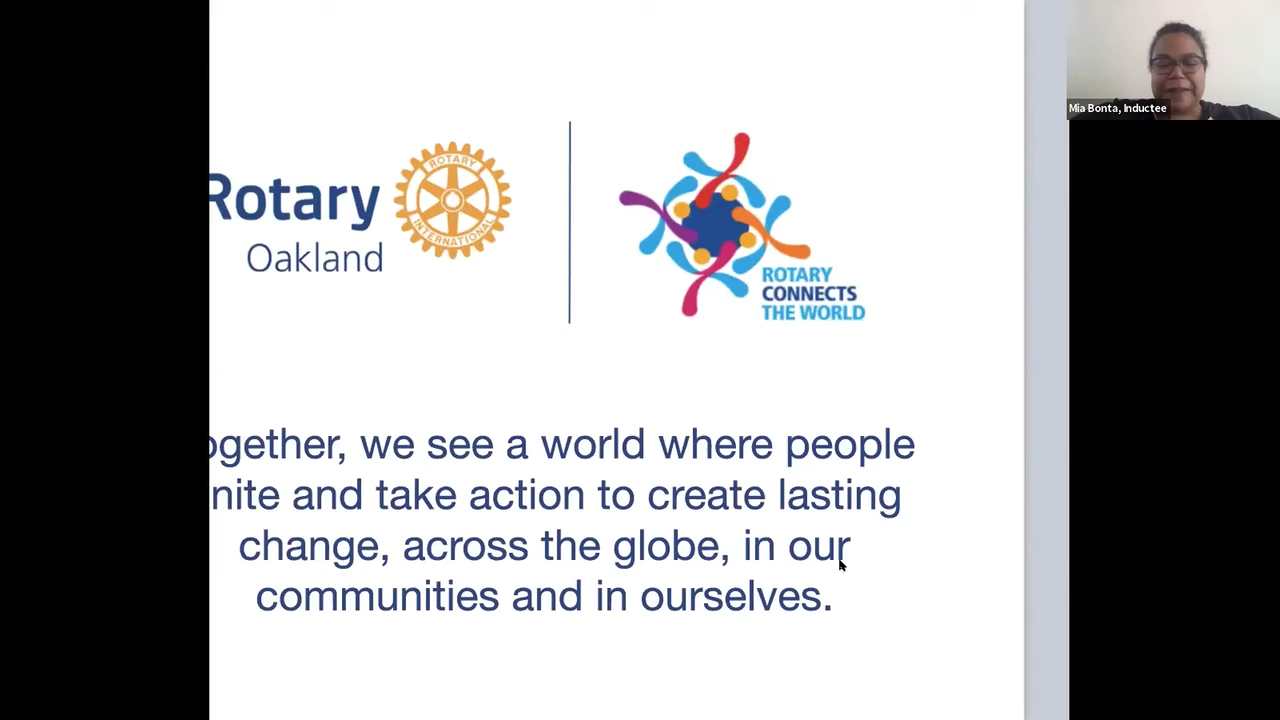 Mia Bonta, Inductee
Rotary
Oakland
ROTARY
INTERNATIONAL
ROTARY
CONNECTS
THE WORLD
ogether, we see a world where people
nite and take action to create lasting
change, across the globe, in our
communities and in ourselves.